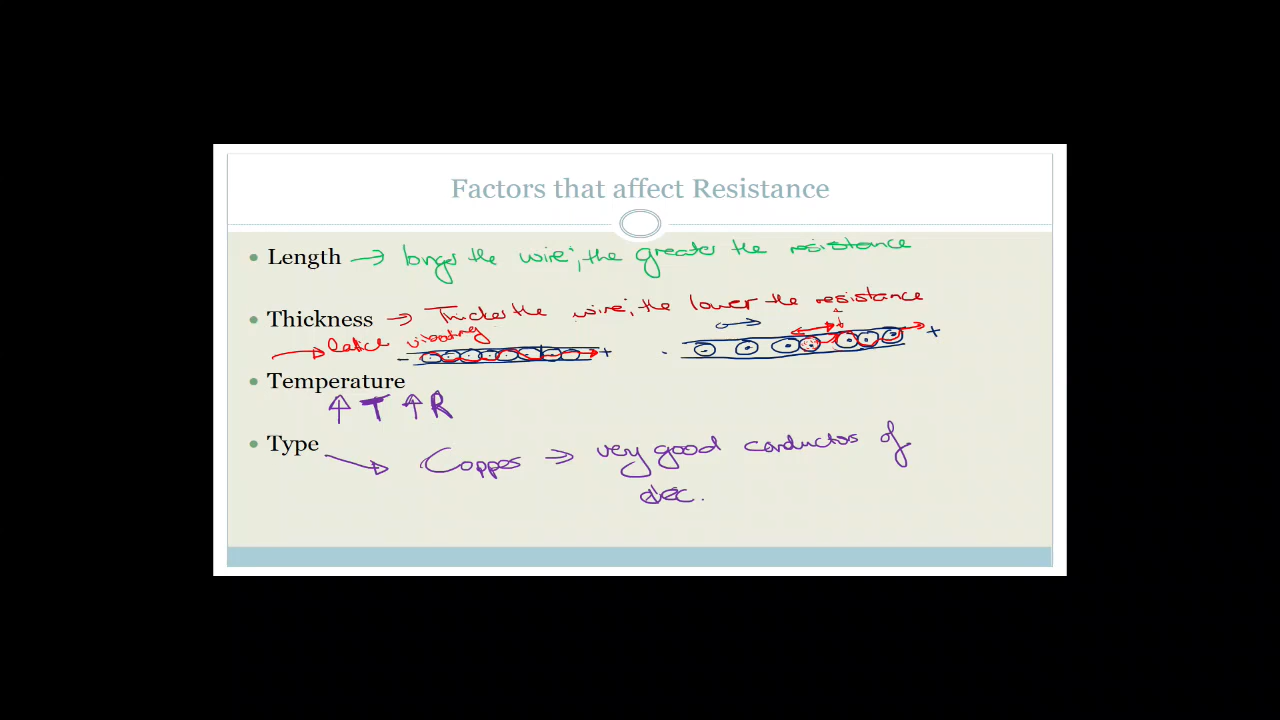 Factors that affect Resistance
• Length → longer the wire; the greater the resistance
• Thickness → Thicker the wire; the lower the resistance
→ latice vibrating
- + - +
• Temperature
↑ T ↑ R
• Type → Copper ⇒ very good conductor of
elec.